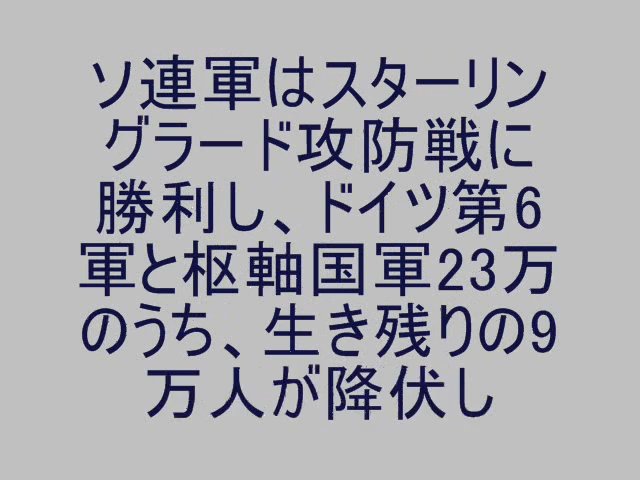 ソ連軍はスターリン
グラード攻防戦に
勝利し、ドイツ第6
軍と枢軸国軍23万
のうち、生き残りの9
万人が降伏し